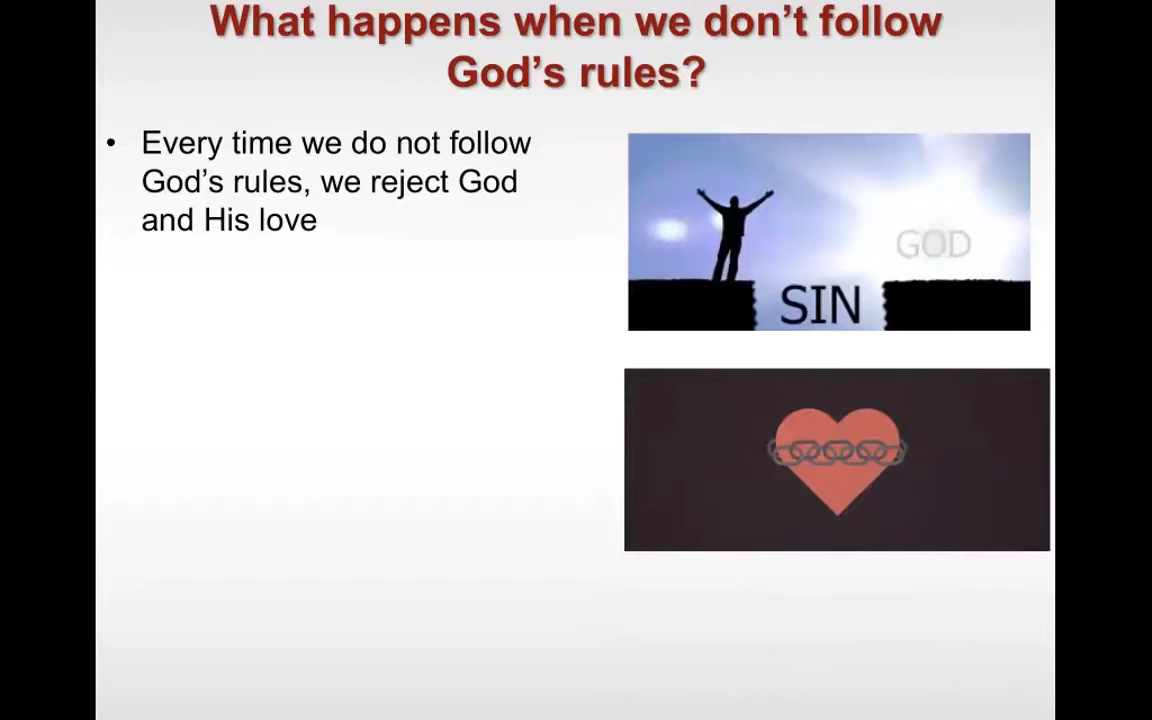 What happens when we don’t follow
God’s rules?
• Every time we do not follow
God’s rules, we reject God
and His love
GOD
SIN